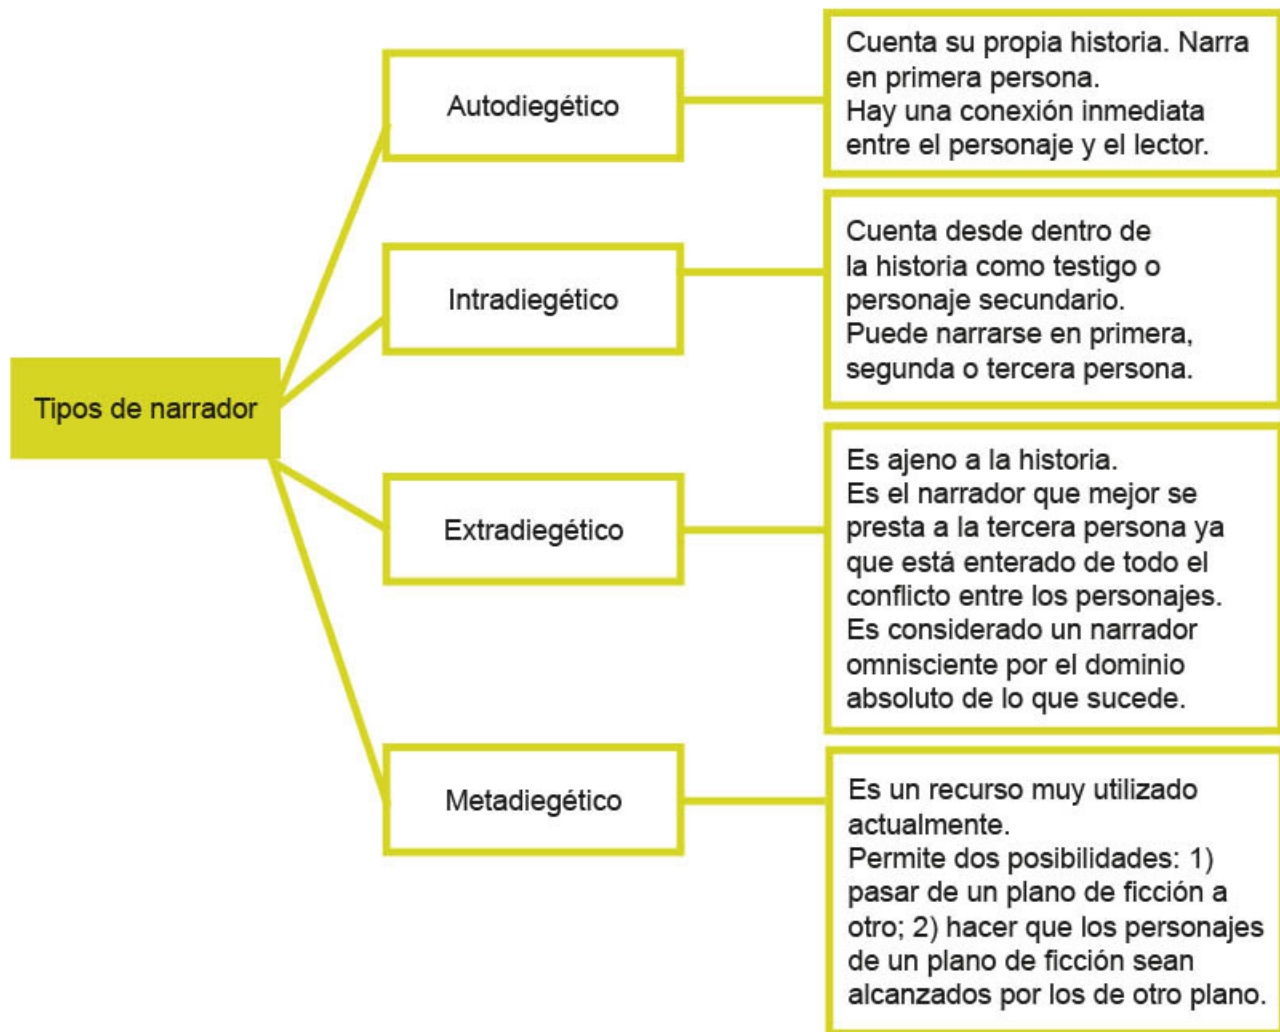 Tipos de narrador
Autodiegético
Cuenta su propia historia. Narra
en primera persona.
Hay una conexión inmediata
entre el personaje y el lector.
Intradiegético
Cuenta desde dentro de
la historia como testigo o
personaje secundario.
Puede narrarse en primera,
segunda o tercera persona.
Extradiegético
Es ajeno a la historia.
Es el narrador que mejor se
presta a la tercera persona ya
que está enterado de todo el
conflicto entre los personajes.
Es considerado un narrador
omnisciente por el dominio
absoluto de lo que sucede.
Metadiegético
Es un recurso muy utilizado
actualmente.
Permite dos posibilidades: 1)
pasar de un plano de ficción a
otro; 2) hacer que los personajes
de un plano de ficción sean
alcanzados por los de otro plano.